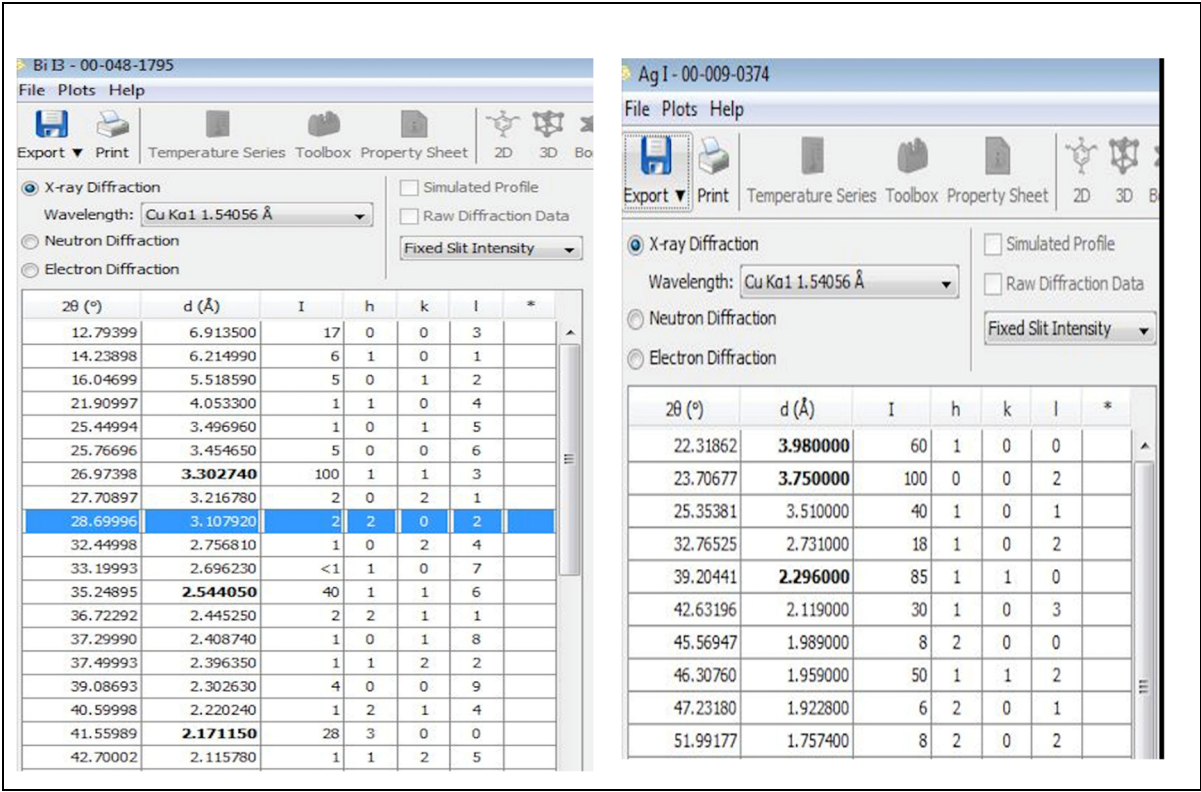 Bi I3 - 00-048-1795
File Plots Help
Export ▼ Print Temperature Series Toolbox Property Sheet 2D 3D
X-ray Diffraction
Simulated Profile
Wavelength: Cu Kα1 1.54056 Å
Raw Diffraction Data
Neutron Diffraction
Fixed Slit Intensity
Electron Diffraction
2θ (°) d (Å) I h k l *
12.79399 6.913500 17 0 0 3
14.23898 6.214990 6 1 0 1
16.04699 5.518590 5 0 1 2
21.90997 4.053300 1 1 0 4
25.44994 3.496960 1 0 1 5
25.76696 3.454650 5 0 0 6
26.97398 3.302740 100 1 1 3
27.70897 3.216780 2 0 2 1
28.69996 3.107920 2 2 0 2
32.44998 2.756810 1 0 2 4
33.19993 2.696230 <1 1 0 7
35.24895 2.544050 40 1 1 6
36.72292 2.445250 2 2 1 1
37.29990 2.408740 1 0 1 8
37.49993 2.396350 1 1 2 2
39.08693 2.302630 4 0 0 9
40.59998 2.220240 1 2 1 4
41.55989 2.171150 28 3 0 0
42.70002 2.115780 1 1 2 5
Ag I - 00-009-0374
File Plots Help
Export ▼ Print Temperature Series Toolbox Property Sheet 2D 3D
X-ray Diffraction
Simulated Profile
Wavelength: Cu Kα1 1.54056 Å
Raw Diffraction Data
Neutron Diffraction
Fixed Slit Intensity
Electron Diffraction
2θ (°) d (Å) I h k l *
22.31862 3.980000 60 1 0 0
23.70677 3.750000 100 0 0 2
25.35381 3.510000 40 1 0 1
32.76525 2.731000 18 1 0 2
39.20441 2.296000 85 1 1 0
42.63196 2.119000 30 1 0 3
45.56947 1.989000 8 2 0 0
46.30760 1.959000 50 1 1 2
47.23180 1.922800 6 2 0 1
51.99177 1.757400 8 2 0 2